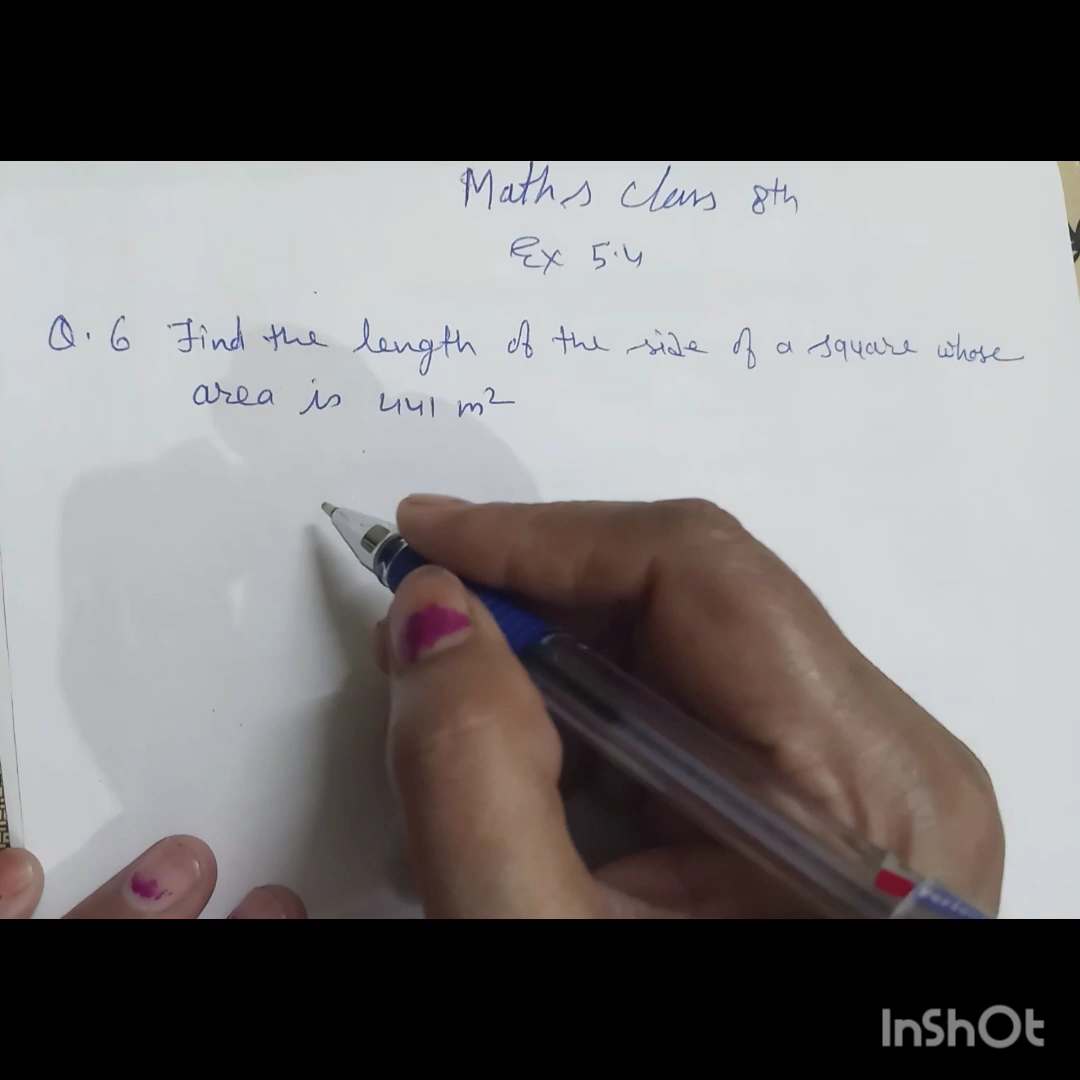 Maths class 8th
Ex 5.4
Q. 6 Find the length of the side of a square whose
area is 441 m²
InShOt